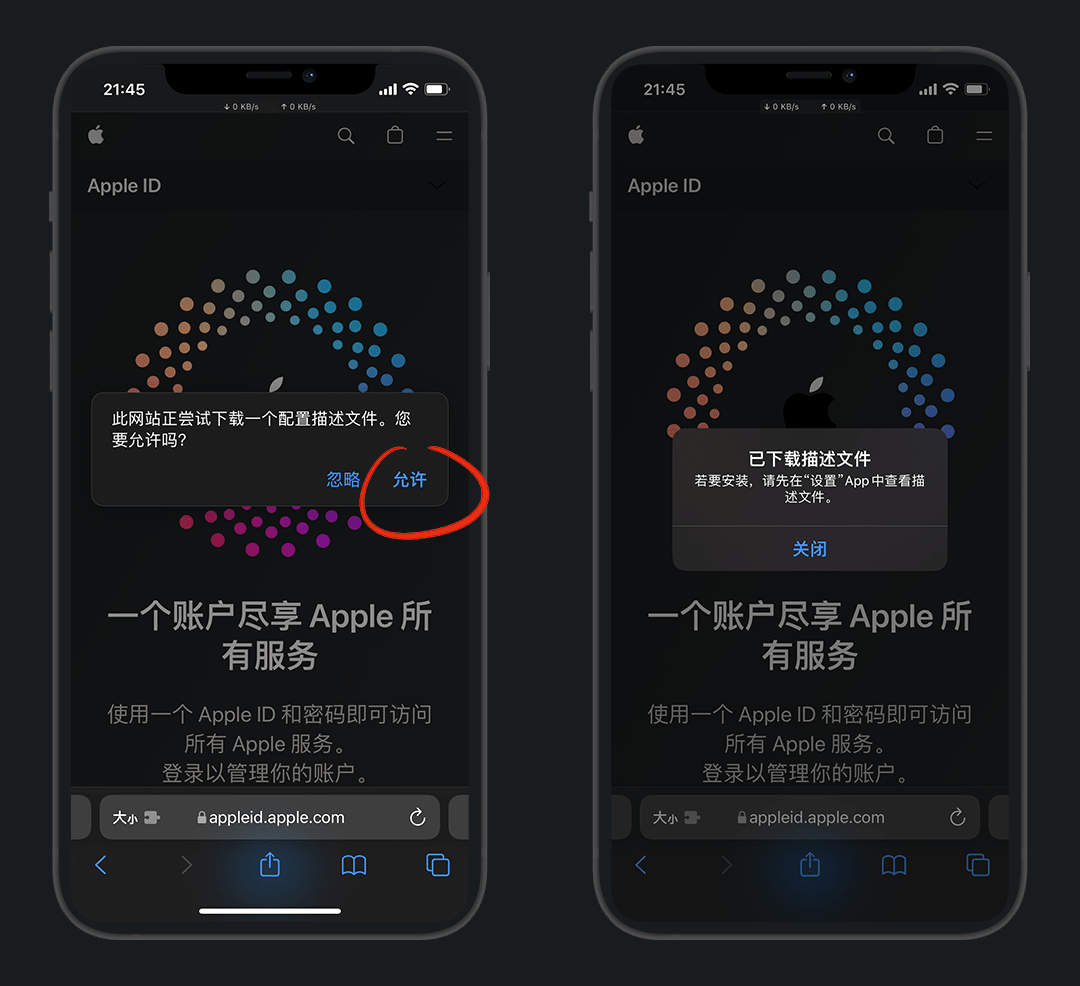 21:45
↓ 0 KB/s ↑ 0 KB/s
Apple ID
此网站正尝试下载一个配置描述文件。您
要允许吗?
忽略 允许
一个账户尽享 Apple 所
有服务
使用一个 Apple ID 和密码即可访问
所有 Apple 服务。
登录以管理你的账户。
大小 appleid.apple.com
21:45
↓ 0 KB/s ↑ 0 KB/s
Apple ID
已下载描述文件
若要安装，请先在“设置”App 中查看描
述文件。
关闭
一个账户尽享 Apple 所
有服务
使用一个 Apple ID 和密码即可访问
所有 Apple 服务。
登录以管理你的账户。
大小 appleid.apple.com